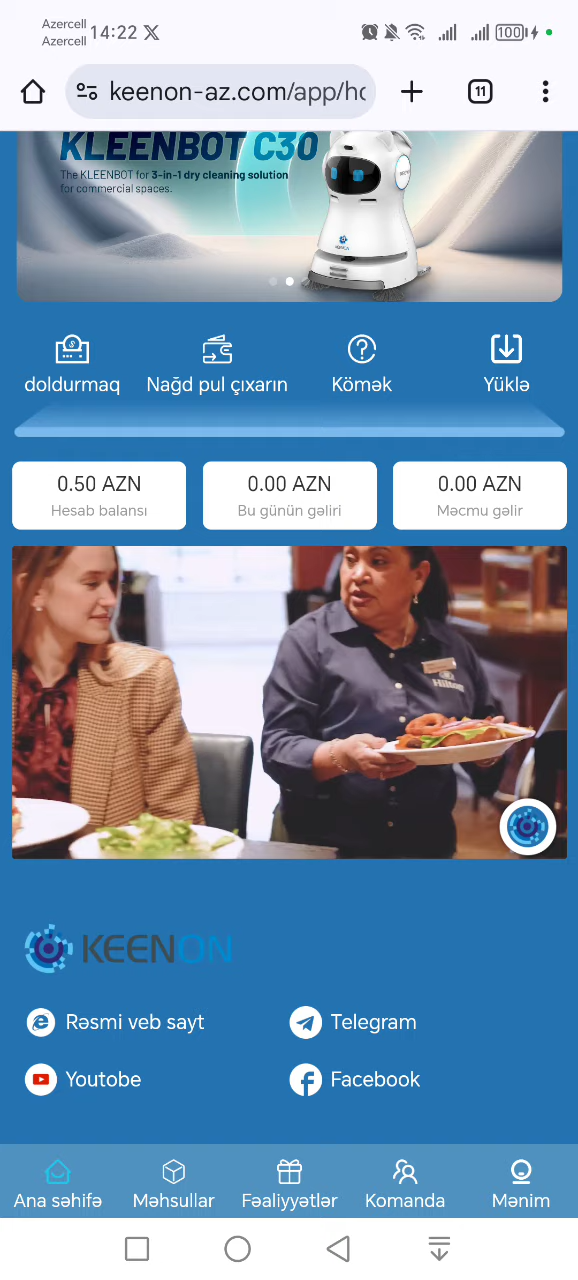 Azercell
Azercell
14:22
100
keenon-az.com/app/ho
11
KLEENBOT C30
The KLEENBOT for 3-in-1 dry cleaning solution
for commercial spaces.
doldurmaq
Nağd pul çıxarın
Kömək
Yüklə
0.50 AZN
0.00 AZN
0.00 AZN
Hesab balansı
Bu günün gəliri
Məcmu gəlir
Hilton
KEENON
Rəsmi veb sayt
Telegram
Youtobe
Facebook
Ana səhifə
Məhsullar
Fəaliyyətlər
Komanda
Mənim